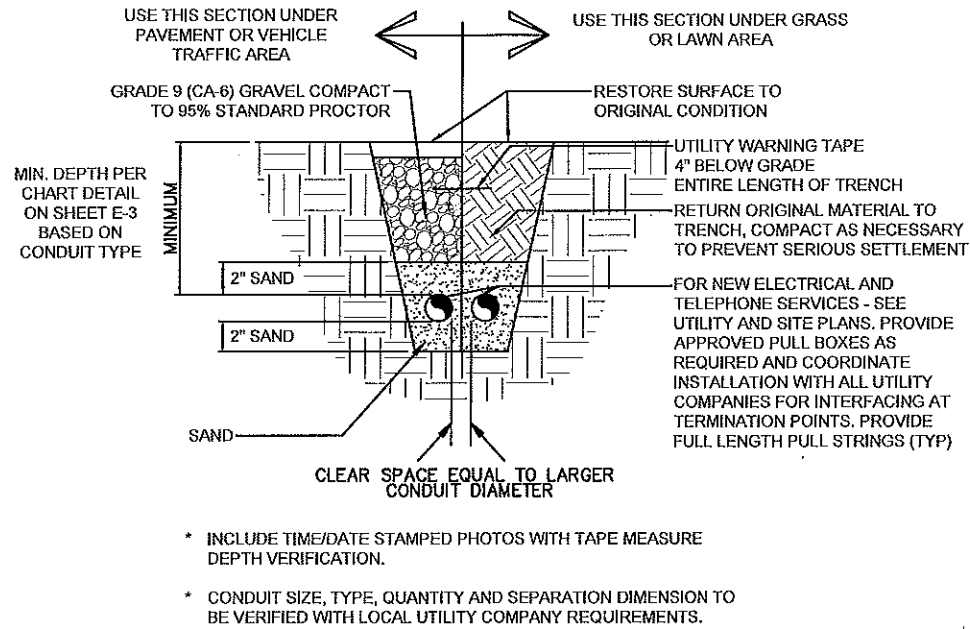 USE THIS SECTION UNDER
PAVEMENT OR VEHICLE
TRAFFIC AREA
USE THIS SECTION UNDER GRASS
OR LAWN AREA
GRADE 9 (CA-6) GRAVEL COMPACT
TO 95% STANDARD PROCTOR
RESTORE SURFACE TO
ORIGINAL CONDITION
MIN. DEPTH PER
CHART DETAIL
ON SHEET E-3
BASED ON
CONDUIT TYPE
MINIMUM
UTILITY WARNING TAPE
4" BELOW GRADE
ENTIRE LENGTH OF TRENCH
RETURN ORIGINAL MATERIAL TO
TRENCH, COMPACT AS NECESSARY
TO PREVENT SERIOUS SETTLEMENT
2" SAND
2" SAND
FOR NEW ELECTRICAL AND
TELEPHONE SERVICES - SEE
UTILITY AND SITE PLANS. PROVIDE
APPROVED PULL BOXES AS
REQUIRED AND COORDINATE
INSTALLATION WITH ALL UTILITY
COMPANIES FOR INTERFACING AT
TERMINATION POINTS. PROVIDE
FULL LENGTH PULL STRINGS (TYP)
SAND
CLEAR SPACE EQUAL TO LARGER
CONDUIT DIAMETER
* INCLUDE TIME/DATE STAMPED PHOTOS WITH TAPE MEASURE
DEPTH VERIFICATION.
* CONDUIT SIZE, TYPE, QUANTITY AND SEPARATION DIMENSION TO
BE VERIFIED WITH LOCAL UTILITY COMPANY REQUIREMENTS.